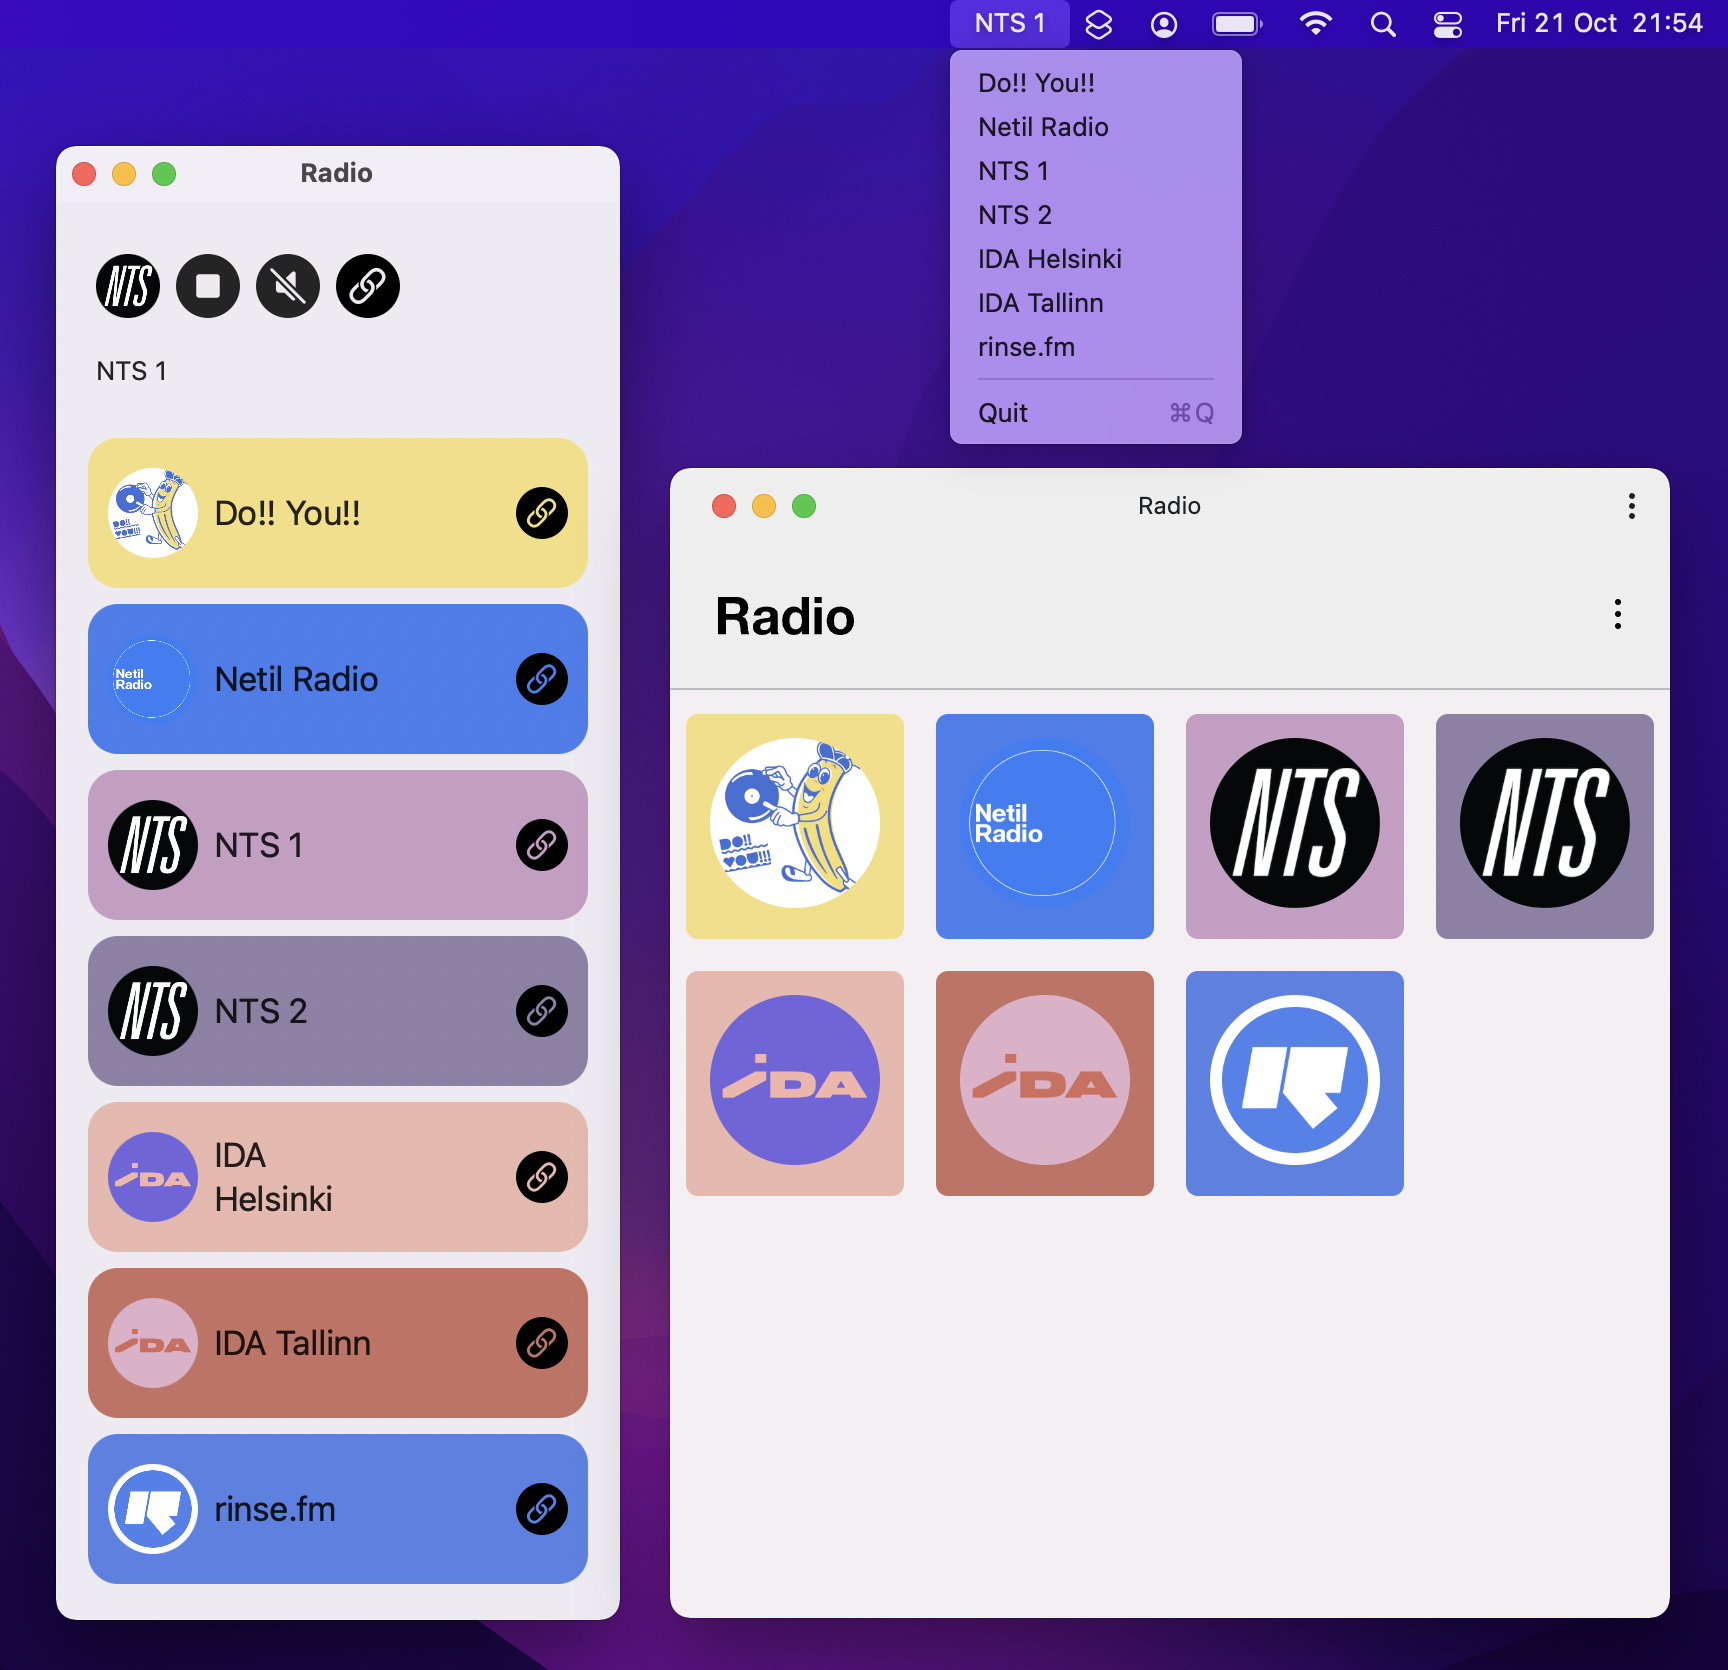 NTS 1
Fri 21 Oct 21:54
Do!! You!!
Netil Radio
NTS 1
NTS 2
IDA Helsinki
IDA Tallinn
rinse.fm
Quit ⌘Q
Radio
NTS
NTS 1
DO!!
YOU!!!
Do!! You!!
Netil
Radio
Netil Radio
NTS
NTS 1
NTS
NTS 2
iDA
IDA
Helsinki
iDA
IDA Tallinn
rinse.fm
Radio
Radio
DO!!
YOU!!!
Netil
Radio
NTS
NTS
iDA
iDA